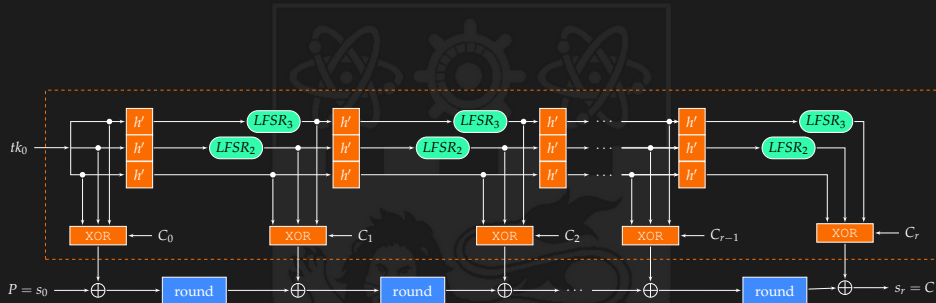 h′ LFSR₃ h′ LFSR₃ h′ ⋯ h′ LFSR₃
tk₀ h′ LFSR₂ h′ LFSR₂ h′ ⋯ h′ LFSR₂
h′ h′ h′ ⋯ h′
XOR C₀ XOR C₁ XOR C₂ XOR Cᵣ₋₁ XOR Cᵣ
P = s₀ round round ⋯ round sᵣ = C